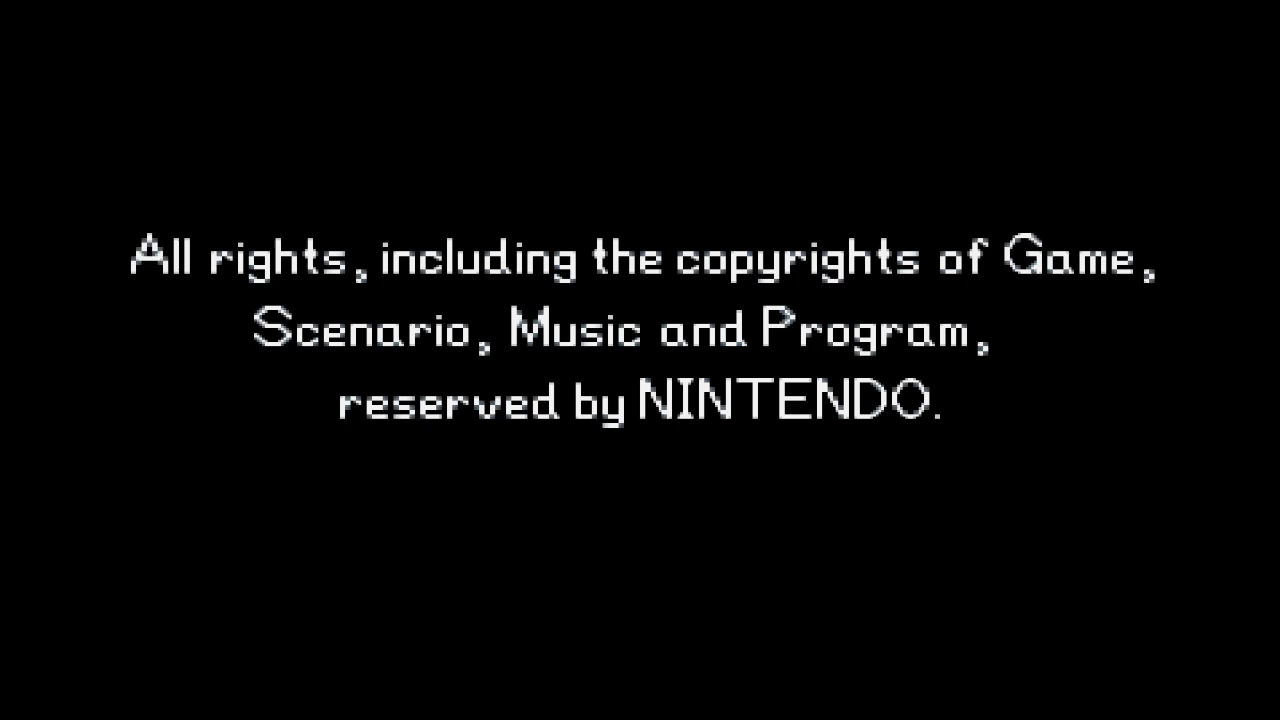 All rights, including the copyrights of Game,
Scenario, Music and Program,
reserved by NINTENDO.